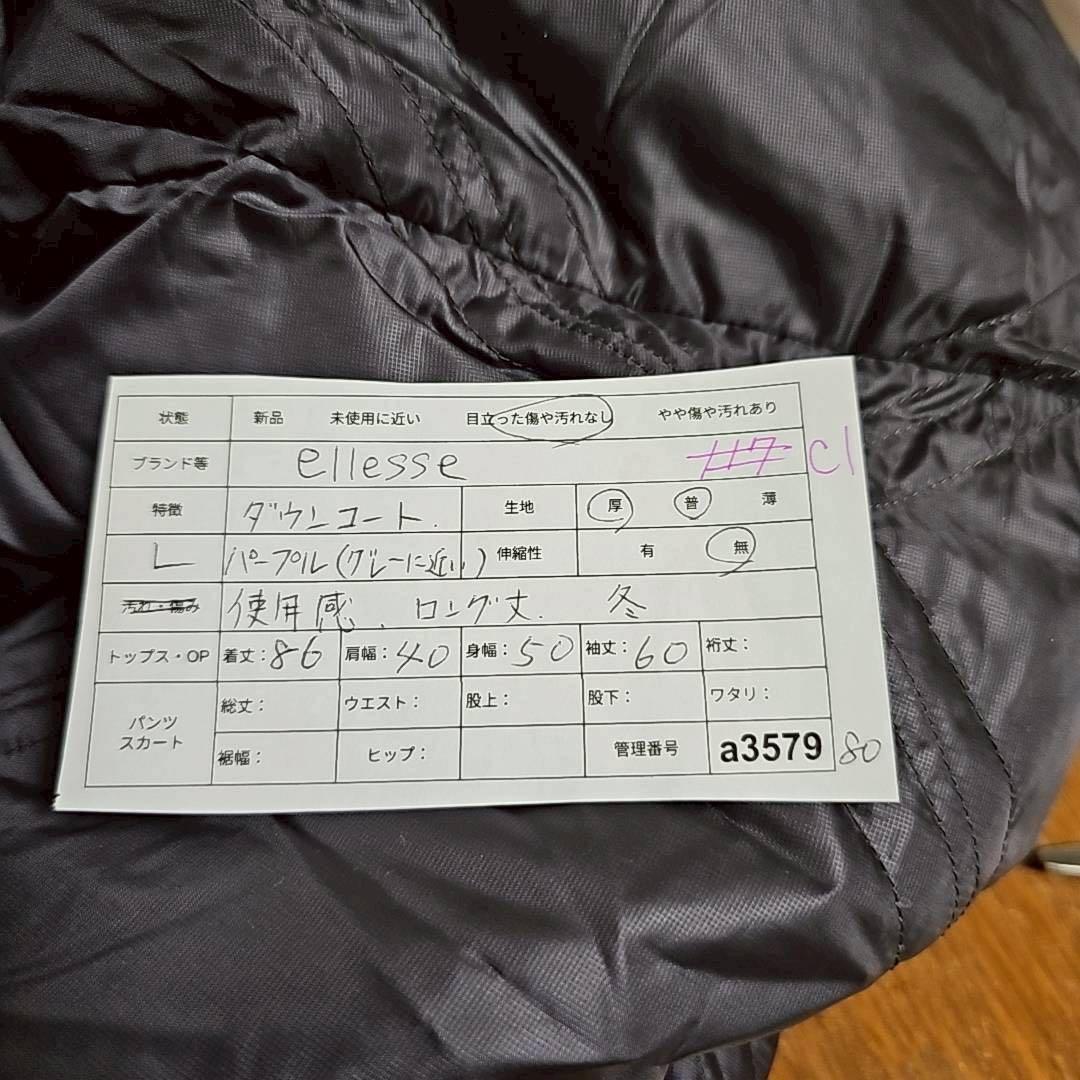 状態 新品 未使用に近い 目立った傷や汚れなし やや傷や汚れあり
ブランド等 ellesse C1
特徴 ダウンコート. 生地 厚 普 薄
L パープル(グレーに近い) 伸縮性 有 無
汚れ・傷み 使用感、ロング丈. 冬
トップス・OP 着丈:86 肩幅:40 身幅:50 袖丈:60 裄丈:
パンツ スカート 総丈: ウエスト: 股上: 股下: ワタリ:
裾幅: ヒップ: 管理番号 a3579 80